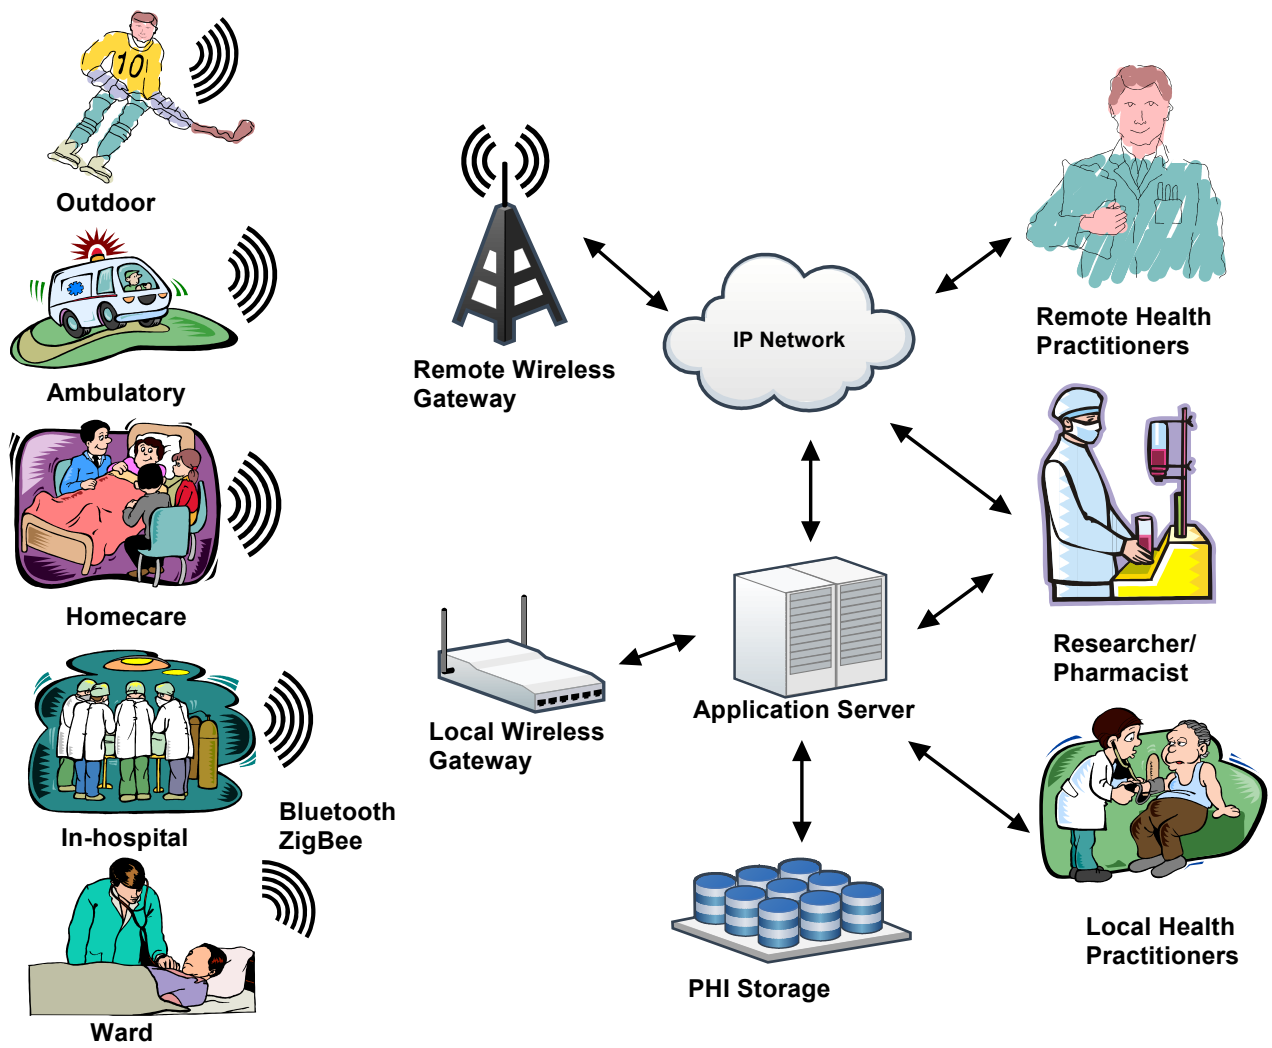 10
Outdoor
Ambulatory
Homecare
In-hospital
Bluetooth
ZigBee
Ward
Remote Wireless
Gateway
Local Wireless
Gateway
IP Network
Application Server
PHI Storage
Remote Health
Practitioners
Researcher/
Pharmacist
Local Health
Practitioners